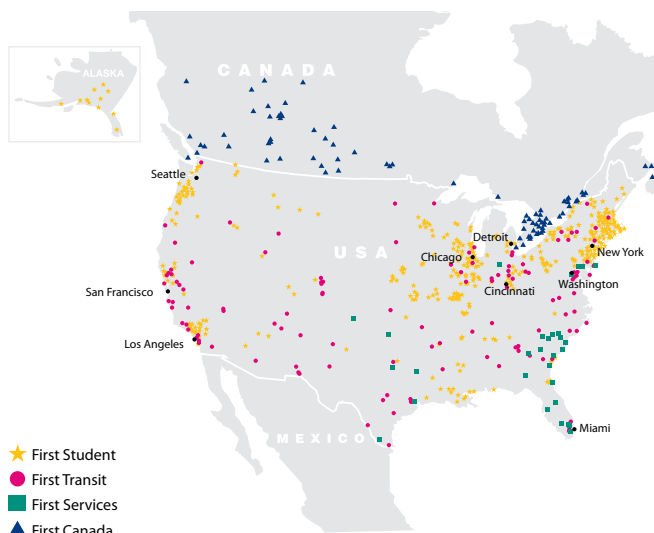 ALASKA
CANADA
Seattle
USA
Detroit
Chicago
New York
Washington
Cincinnati
San Francisco
Los Angeles
Miami
MEXICO
First Student
First Transit
First Services
First Canada